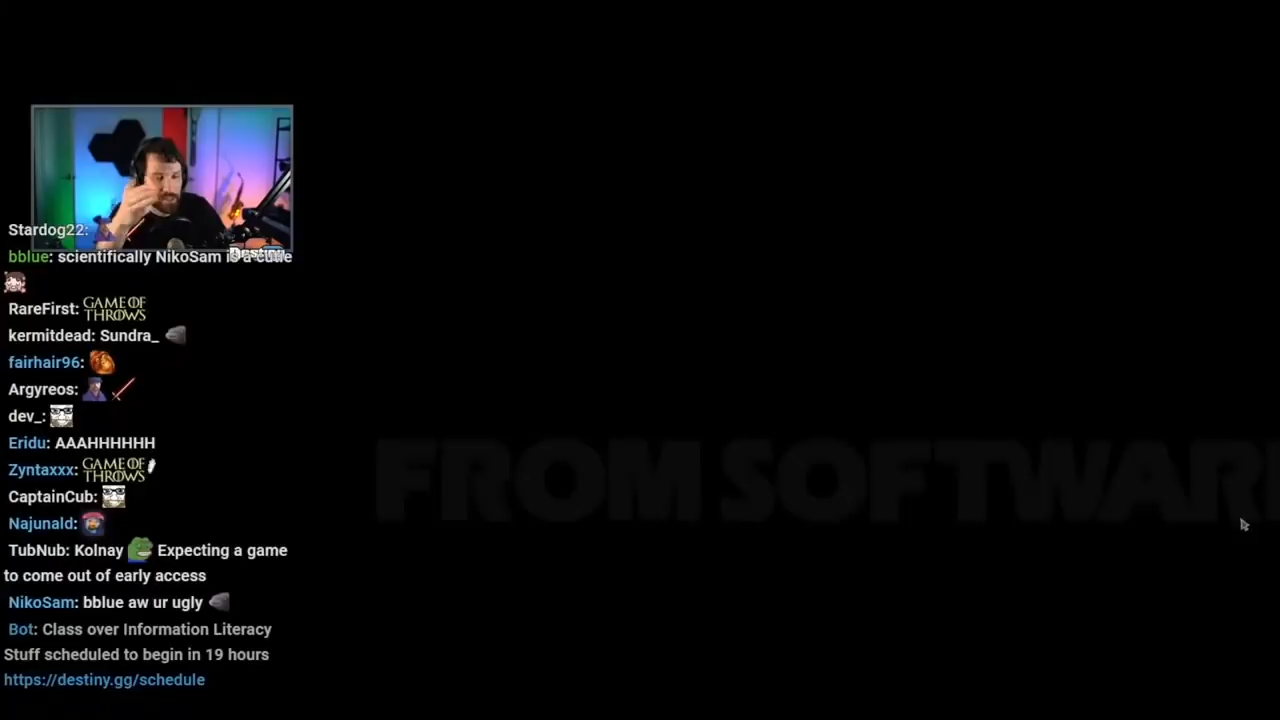 Stardog22:
Destiny
bblue: scientifically NikoSam is a cutie
RareFirst: GAME OF THROWS
kermitdead: Sundra_
fairhair96:
Argyreos:
dev_:
Eridu: AAAHHHHHH
Zyntaxxx: GAME OF THROWS
CaptainCub:
Najunald:
TubNub: Kolnay Expecting a game
to come out of early access
NikoSam: bblue aw ur ugly
Bot: Class over Information Literacy
Stuff scheduled to begin in 19 hours
https://destiny.gg/schedule
FROM SOFTWAR